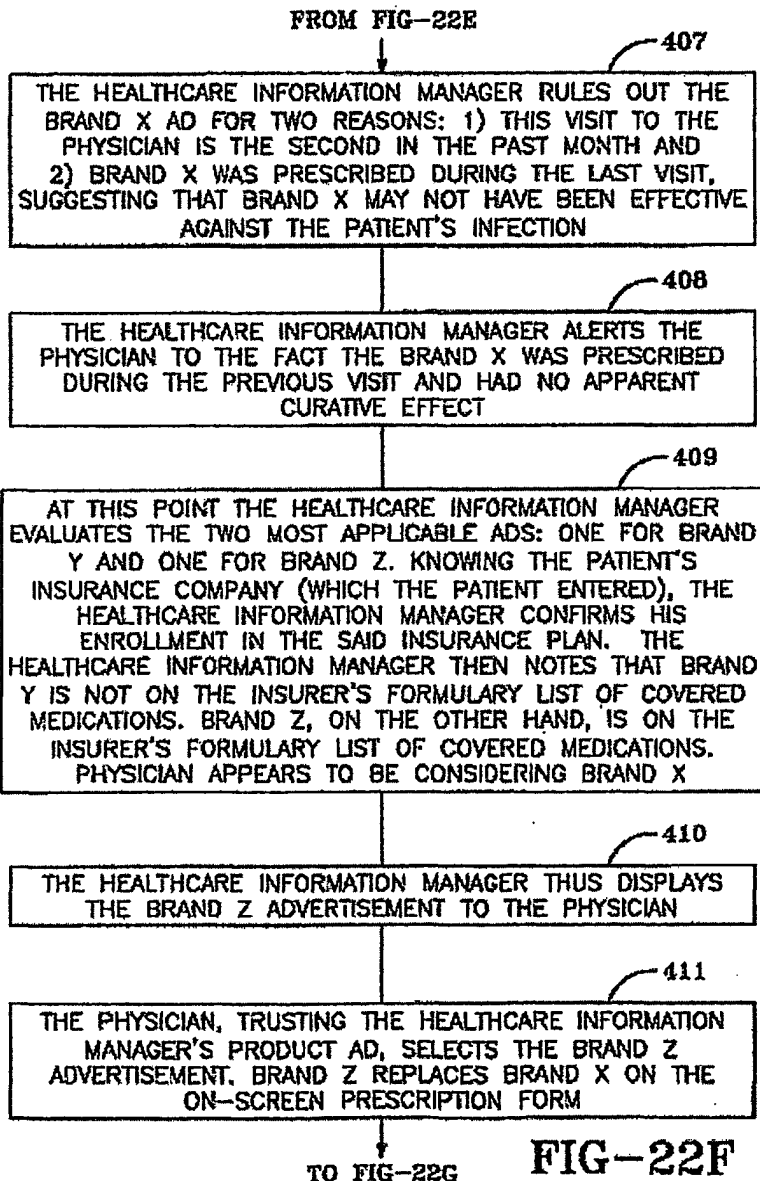 FROM FIG-22E
407
THE HEALTHCARE INFORMATION MANAGER RULES OUT THE
BRAND X AD FOR TWO REASONS: 1) THIS VISIT TO THE
PHYSICIAN IS THE SECOND IN THE PAST MONTH AND
2) BRAND X WAS PRESCRIBED DURING THE LAST VISIT,
SUGGESTING THAT BRAND X MAY NOT HAVE BEEN EFFECTIVE
AGAINST THE PATIENT'S INFECTION
408
THE HEALTHCARE INFORMATION MANAGER ALERTS THE
PHYSICIAN TO THE FACT THE BRAND X WAS PRESCRIBED
DURING THE PREVIOUS VISIT AND HAD NO APPARENT
CURATIVE EFFECT
409
AT THIS POINT THE HEALTHCARE INFORMATION MANAGER
EVALUATES THE TWO MOST APPLICABLE ADS: ONE FOR BRAND
Y AND ONE FOR BRAND Z. KNOWING THE PATIENT'S
INSURANCE COMPANY (WHICH THE PATIENT ENTERED), THE
HEALTHCARE INFORMATION MANAGER CONFIRMS HIS
ENROLLMENT IN THE SAID INSURANCE PLAN. THE
HEALTHCARE INFORMATION MANAGER THEN NOTES THAT BRAND
Y IS NOT ON THE INSURER'S FORMULARY LIST OF COVERED
MEDICATIONS. BRAND Z, ON THE OTHER HAND, IS ON THE
INSURER'S FORMULARY LIST OF COVERED MEDICATIONS.
PHYSICIAN APPEARS TO BE CONSIDERING BRAND X
410
THE HEALTHCARE INFORMATION MANAGER THUS DISPLAYS
THE BRAND Z ADVERTISEMENT TO THE PHYSICIAN
411
THE PHYSICIAN, TRUSTING THE HEALTHCARE INFORMATION
MANAGER'S PRODUCT AD, SELECTS THE BRAND Z
ADVERTISEMENT. BRAND Z REPLACES BRAND X ON THE
ON-SCREEN PRESCRIPTION FORM
TO FIG-22G
FIG-22F